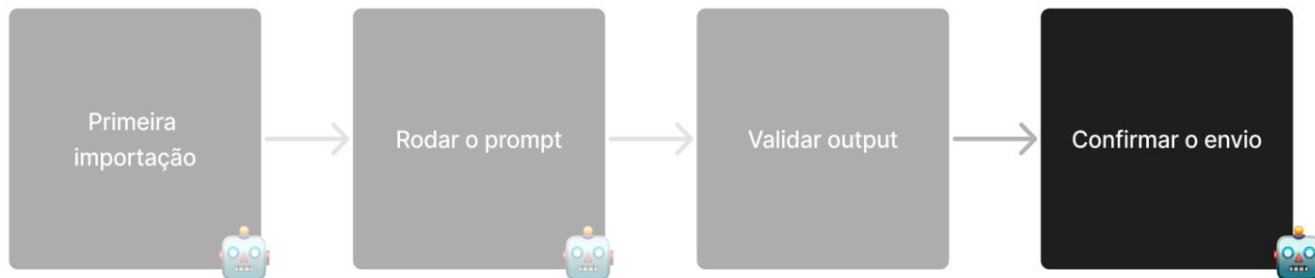 Primeira
importação
Rodar o prompt
Validar output
Confirmar o envio